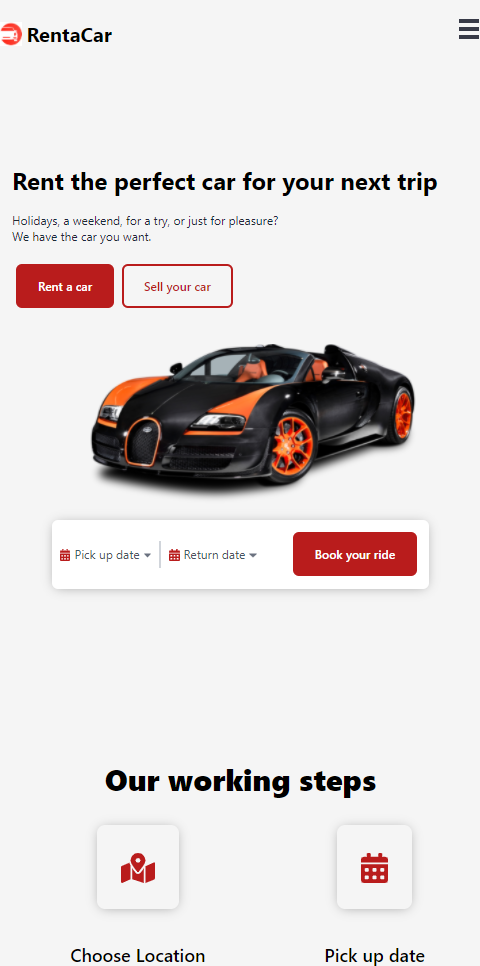 RentaCar
Rent the perfect car for your next trip
Holidays, a weekend, for a try, or just for pleasure?
We have the car you want.
Rent a car
Sell your car
Pick up date
Return date
Book your ride
Our working steps
Choose Location
Pick up date